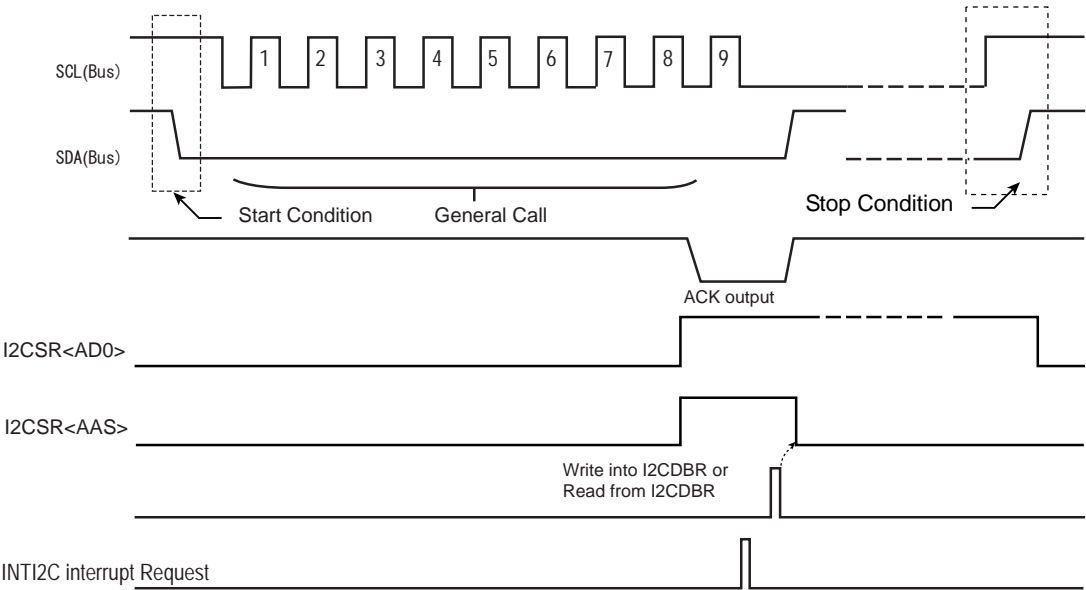 SCL(Bus)
1 2 3 4 5 6 7 8 9
SDA(Bus)
Start Condition
General Call
Stop Condition
ACK output
I2CSR<AD0>
I2CSR<AAS>
Write into I2CDBR or
Read from I2CDBR
INTI2C interrupt Request